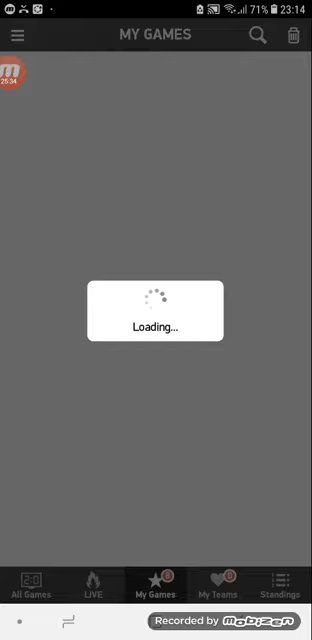 71% 23:14
MY GAMES
25:34
Loading...
All Games
LIVE
My Games
My Teams
Standings
Recorded by Mobizen